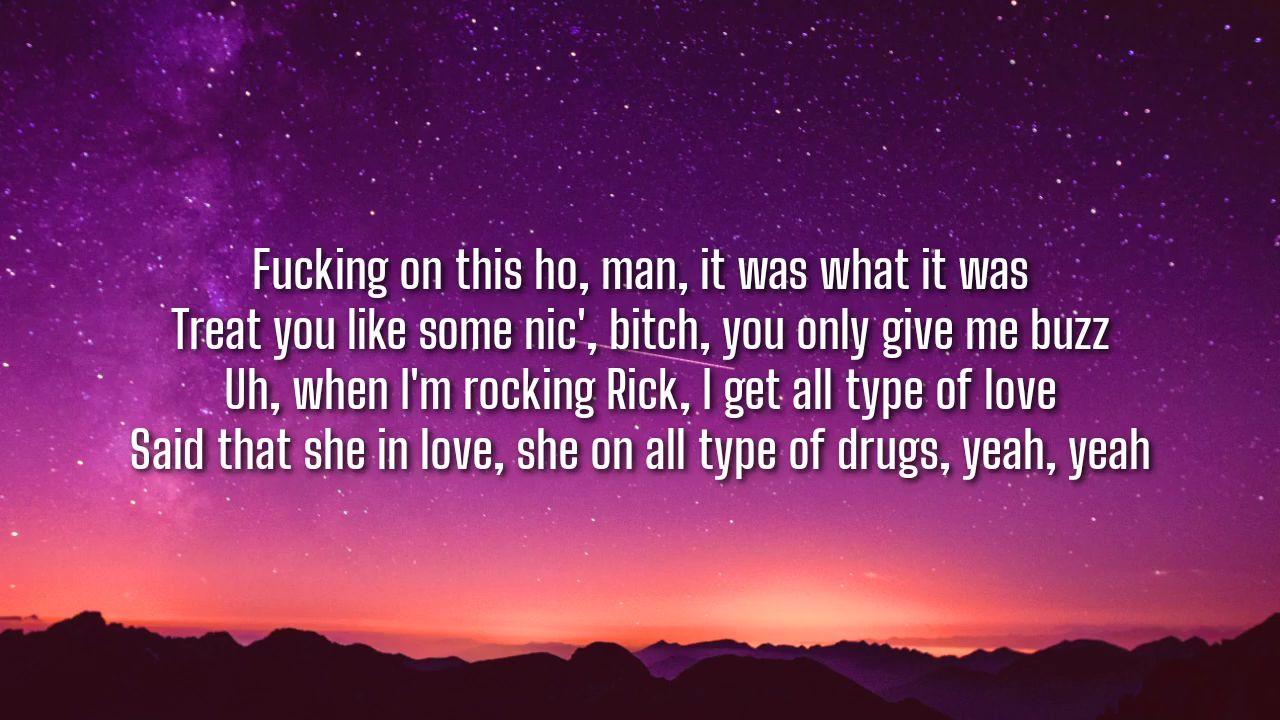 Fucking on this ho, man, it was what it was
Treat you like some nic', bitch, you only give me buzz
Uh, when I'm rocking Rick, I get all type of love
Said that she in love, she on all type of drugs, yeah, yeah